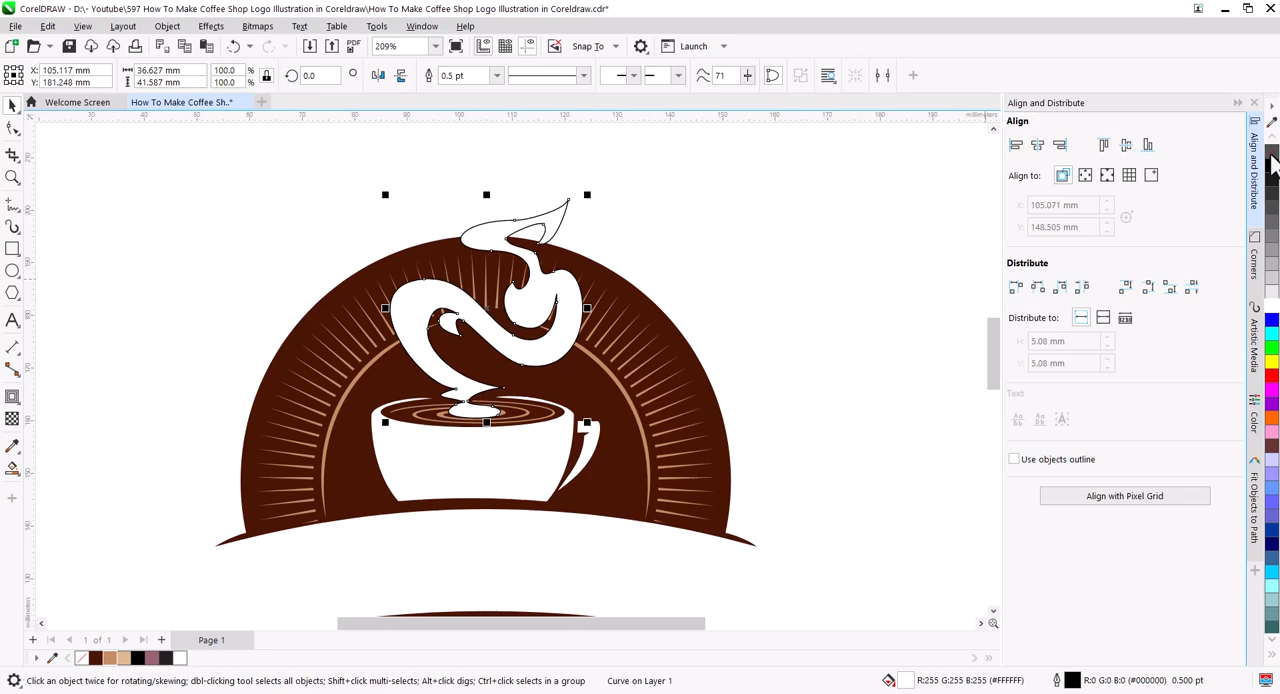 CorelDRAW - D:\- Youtube\597 How To Make Coffee Shop Logo Illustration in Coreldraw\How To Make Coffee Shop Logo Illustration in Coreldraw.cdr*
File Edit View Layout Object Effects Bitmaps Text Table Tools Window Help
209% Snap To Launch
X: 105.117 mm 36.627 mm 100.0 % 0.0 0.5 pt 71
Y: 181.248 mm 41.587 mm 100.0 %
Welcome Screen How To Make Coffee Sh..*
millimeters
Align and Distribute
Align
Align to:
X: 105.071 mm
Y: 148.505 mm
Distribute
Distribute to:
H: 5.08 mm
V: 5.08 mm
Text
Use objects outline
Align with Pixel Grid
Align and Distribute
Corners
Artistic Media
Color
Fit Objects to Path
1 of 1 Page 1
Click an object twice for rotating/skewing; dbl-clicking tool selects all objects; Shift+click multi-selects; Alt+click digs; Ctrl+click selects in a group Curve on Layer 1 R:255 G:255 B:255 (#FFFFFF) R:0 G:0 B:0 (#000000) 0.500 pt